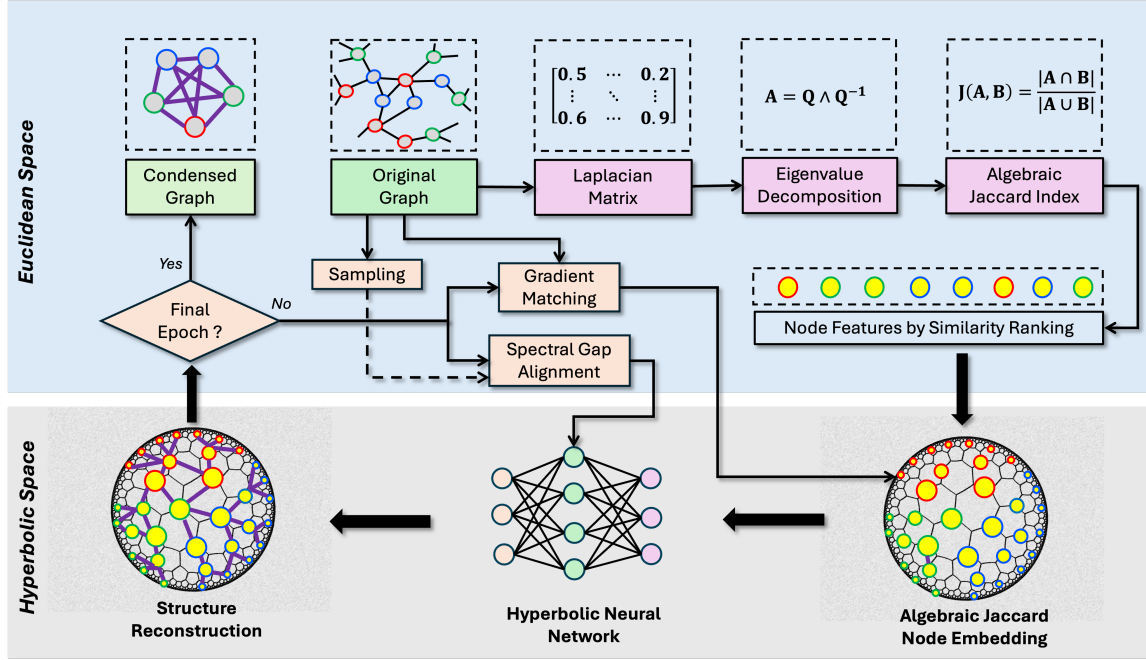 Euclidean Space
[0.5 ⋯ 0.2
⋮ ⋱ ⋮
0.6 ⋯ 0.9]
A = Q ∧ Q⁻¹
J(A, B) = |A ∩ B| / |A ∪ B|
Condensed
Graph
Original
Graph
Laplacian
Matrix
Eigenvalue
Decomposition
Algebraic
Jaccard Index
Yes
Sampling
Gradient
Matching
Final
Epoch ?
No
Node Features by Similarity Ranking
Spectral Gap
Alignment
Hyperbolic Space
Structure
Reconstruction
Hyperbolic Neural
Network
Algebraic Jaccard
Node Embedding